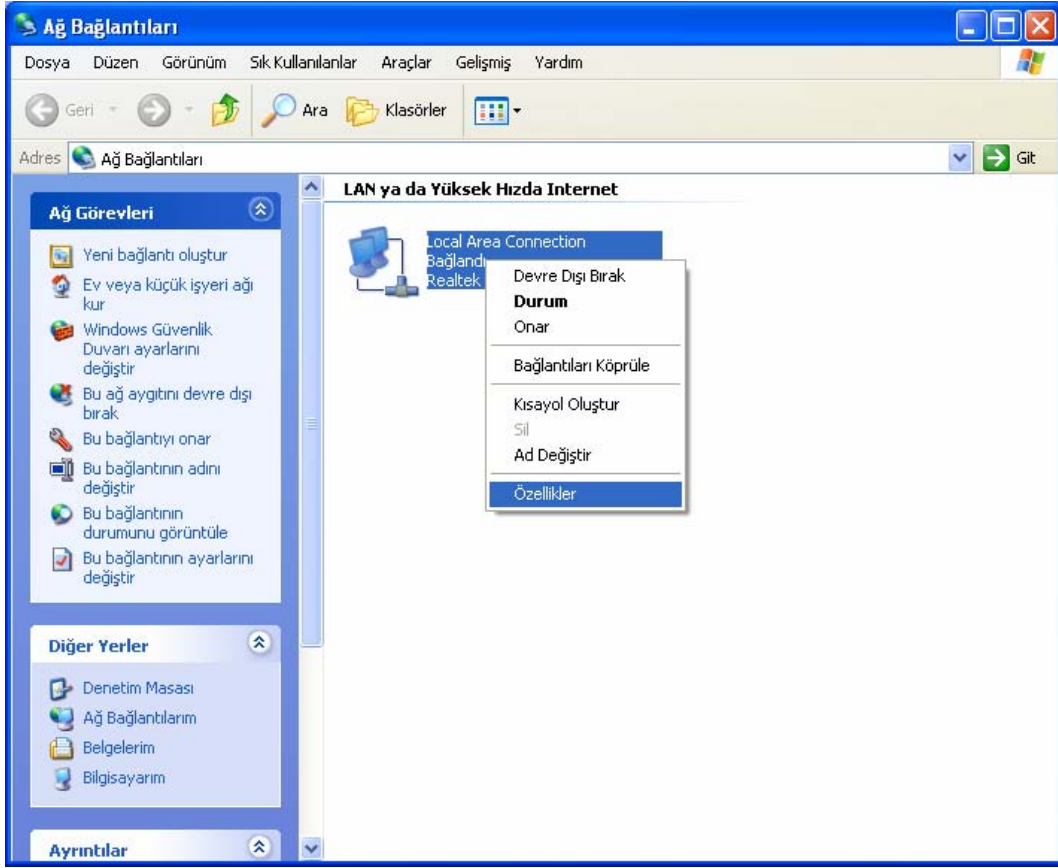 Ağ Bağlantıları
Dosya Düzen Görünüm Sık Kullanılanlar Araçlar Gelişmiş Yardım
Geri Ara Klasörler
Adres Ağ Bağlantıları Git
Ağ Görevleri
Yeni bağlantı oluştur
Ev veya küçük işyeri ağı
kur
Windows Güvenlik
Duvarı ayarlarını
değiştir
Bu ağ aygıtını devre dışı
bırak
Bu bağlantıyı onar
Bu bağlantının adını
değiştir
Bu bağlantının
durumunu görüntüle
Bu bağlantının ayarlarını
değiştir
Diğer Yerler
Denetim Masası
Ağ Bağlantılarım
Belgelerim
Bilgisayarım
Ayrıntılar
LAN ya da Yüksek Hızda Internet
Local Area Connection
Bağlandı
Realtek
Devre Dışı Bırak
Durum
Onar
Bağlantıları Köprüle
Kısayol Oluştur
Sil
Ad Değiştir
Özellikler